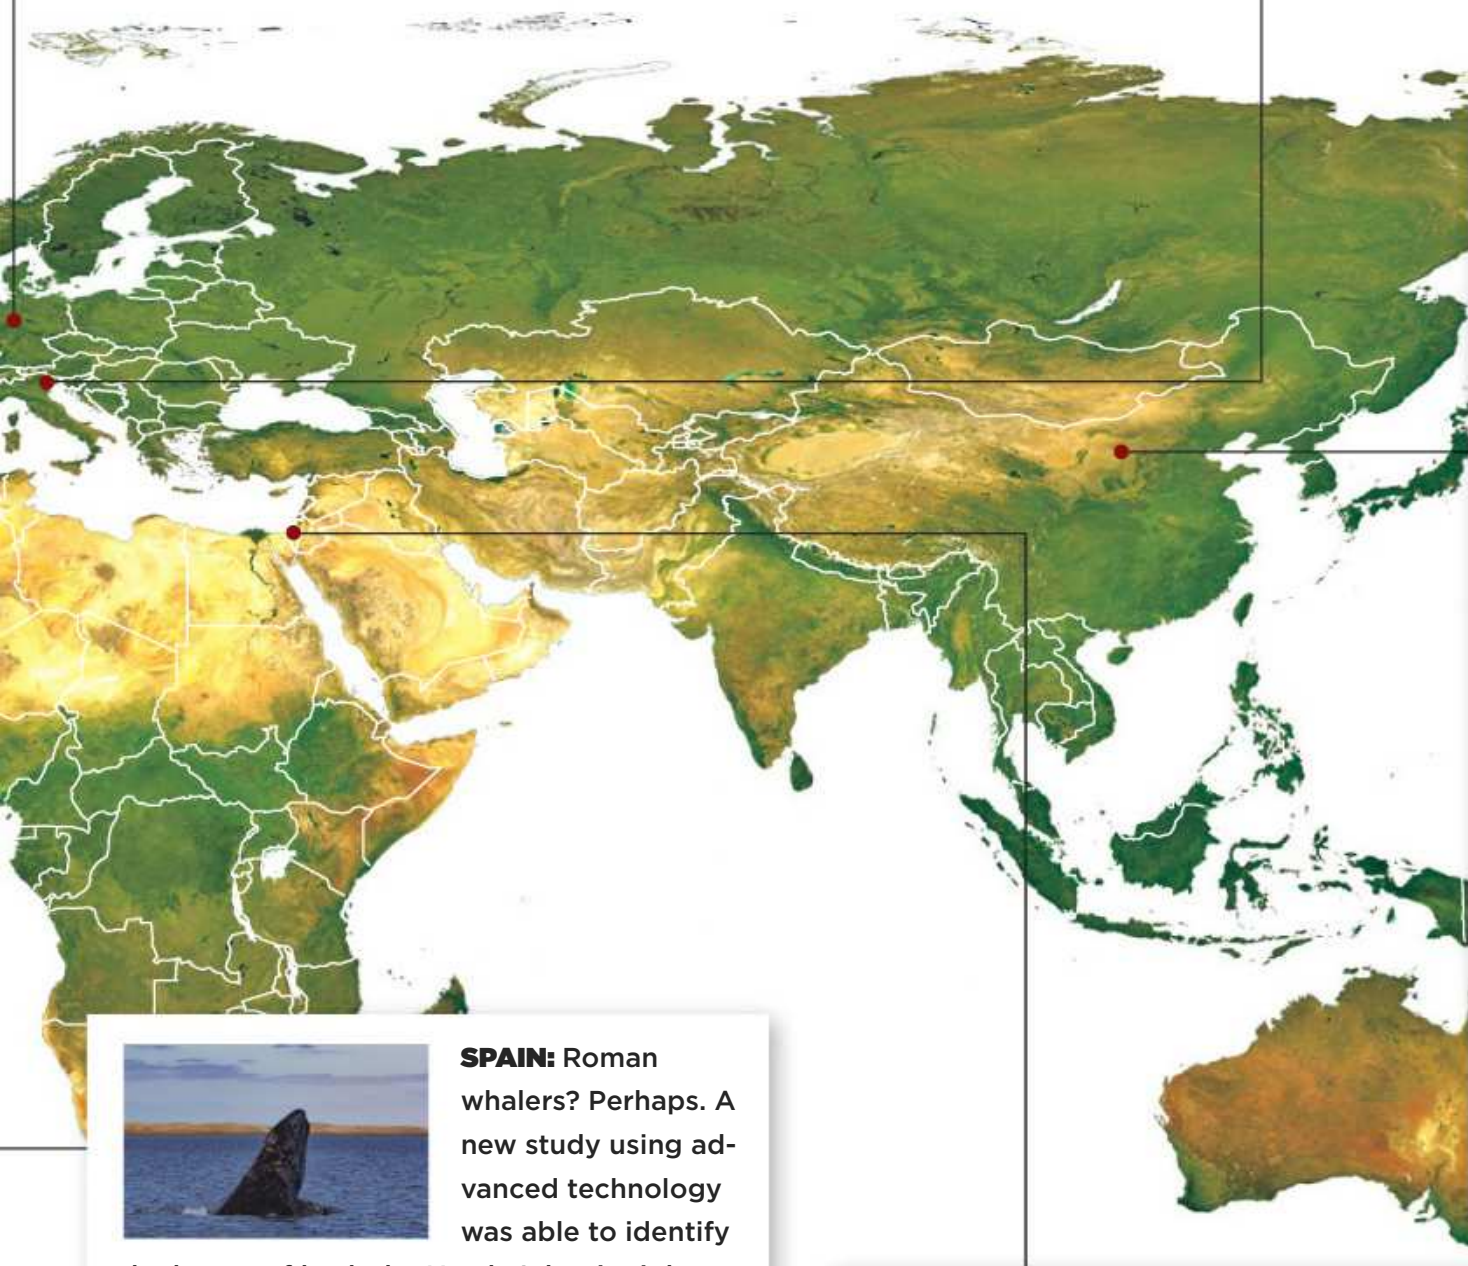 SPAIN: Roman
whalers? Perhaps. A
new study using ad-
vanced technology
was able to identify